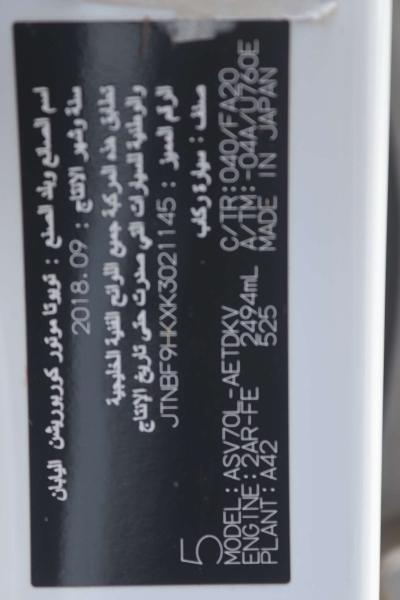 اسم الصانع وبلد الصنع : تويوتا موتور كوربوريشن اليابان
سنة وشهر الإنتاج : 2018.09
تطابق هذه المركبة جميع اللوائح الفنية الخليجية
والوطنية للسيارات التي صدرت حتى تاريخ الإنتاج
الرقم المميز : JTNBF9HKXK3021145
صنف : سيارة ركاب
5
MODEL:ASV70L-AETDKV C/TR:040/FA20
ENGINE:2AR-FE 2494mL A/TM:-04A/U760E
PLANT:A42 525 MADE IN JAPAN